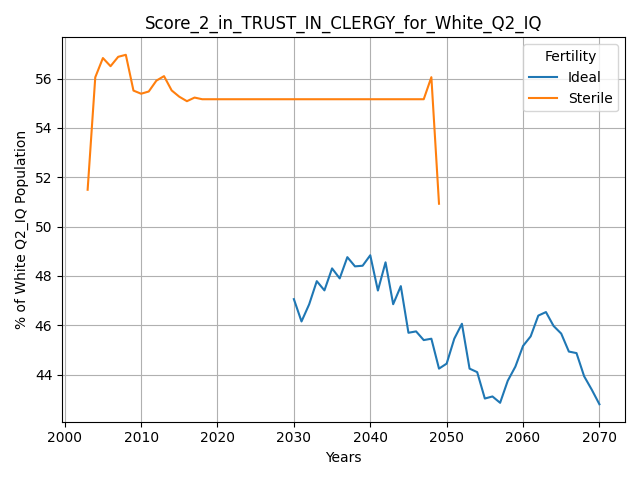 Score_2_in_TRUST_IN_CLERGY_for_White_Q2_IQ
Fertility
Ideal
Sterile
% of White Q2_IQ Population
56
54
52
50
48
46
44
2000 2010 2020 2030 2040 2050 2060 2070
Years